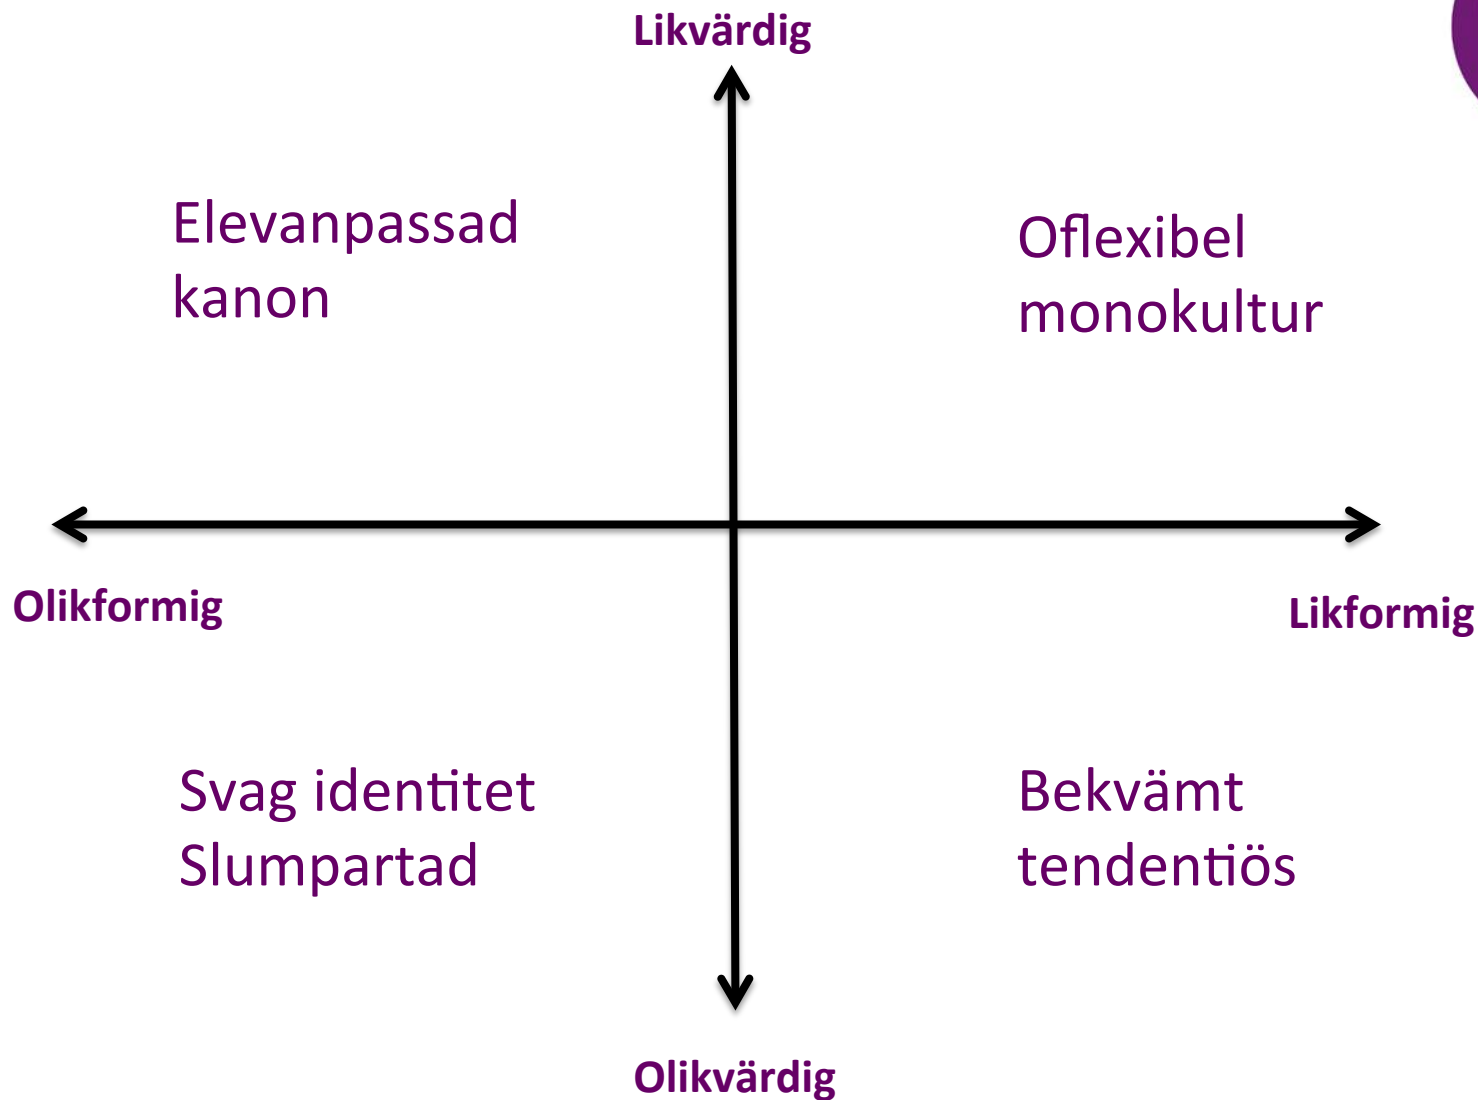 Likvärdig
Elevanpassad
kanon
Oflexibel
monokultur
Olikformig
Likformig
Svag identitet
Slumpartad
Bekvämt
tendentiös
Olikvärdig